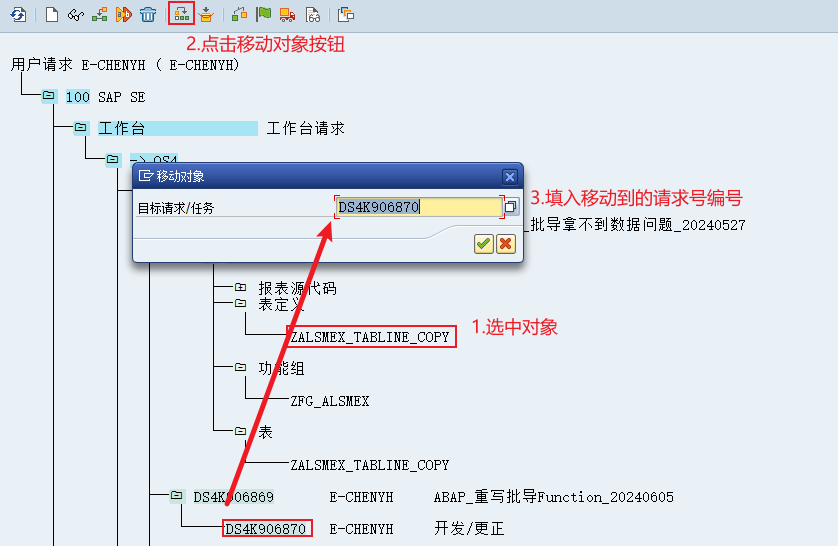 2.点击移动对象按钮
用户请求 E-CHENYH ( E-CHENYH)
100 SAP SE
工作台 工作台请求
-> QS4
移动对象
目标请求/任务 DS4K906870
3.填入移动到的请求号编号
_批导拿不到数据问题_20240527
报表源代码
表定义
ZALSMEX_TABLINE_COPY
1.选中对象
功能组
ZFG_ALSMEX
表
ZALSMEX_TABLINE_COPY
DS4K906869 E-CHENYH ABAP_重写批导Function_20240605
DS4K906870 E-CHENYH 开发/更正